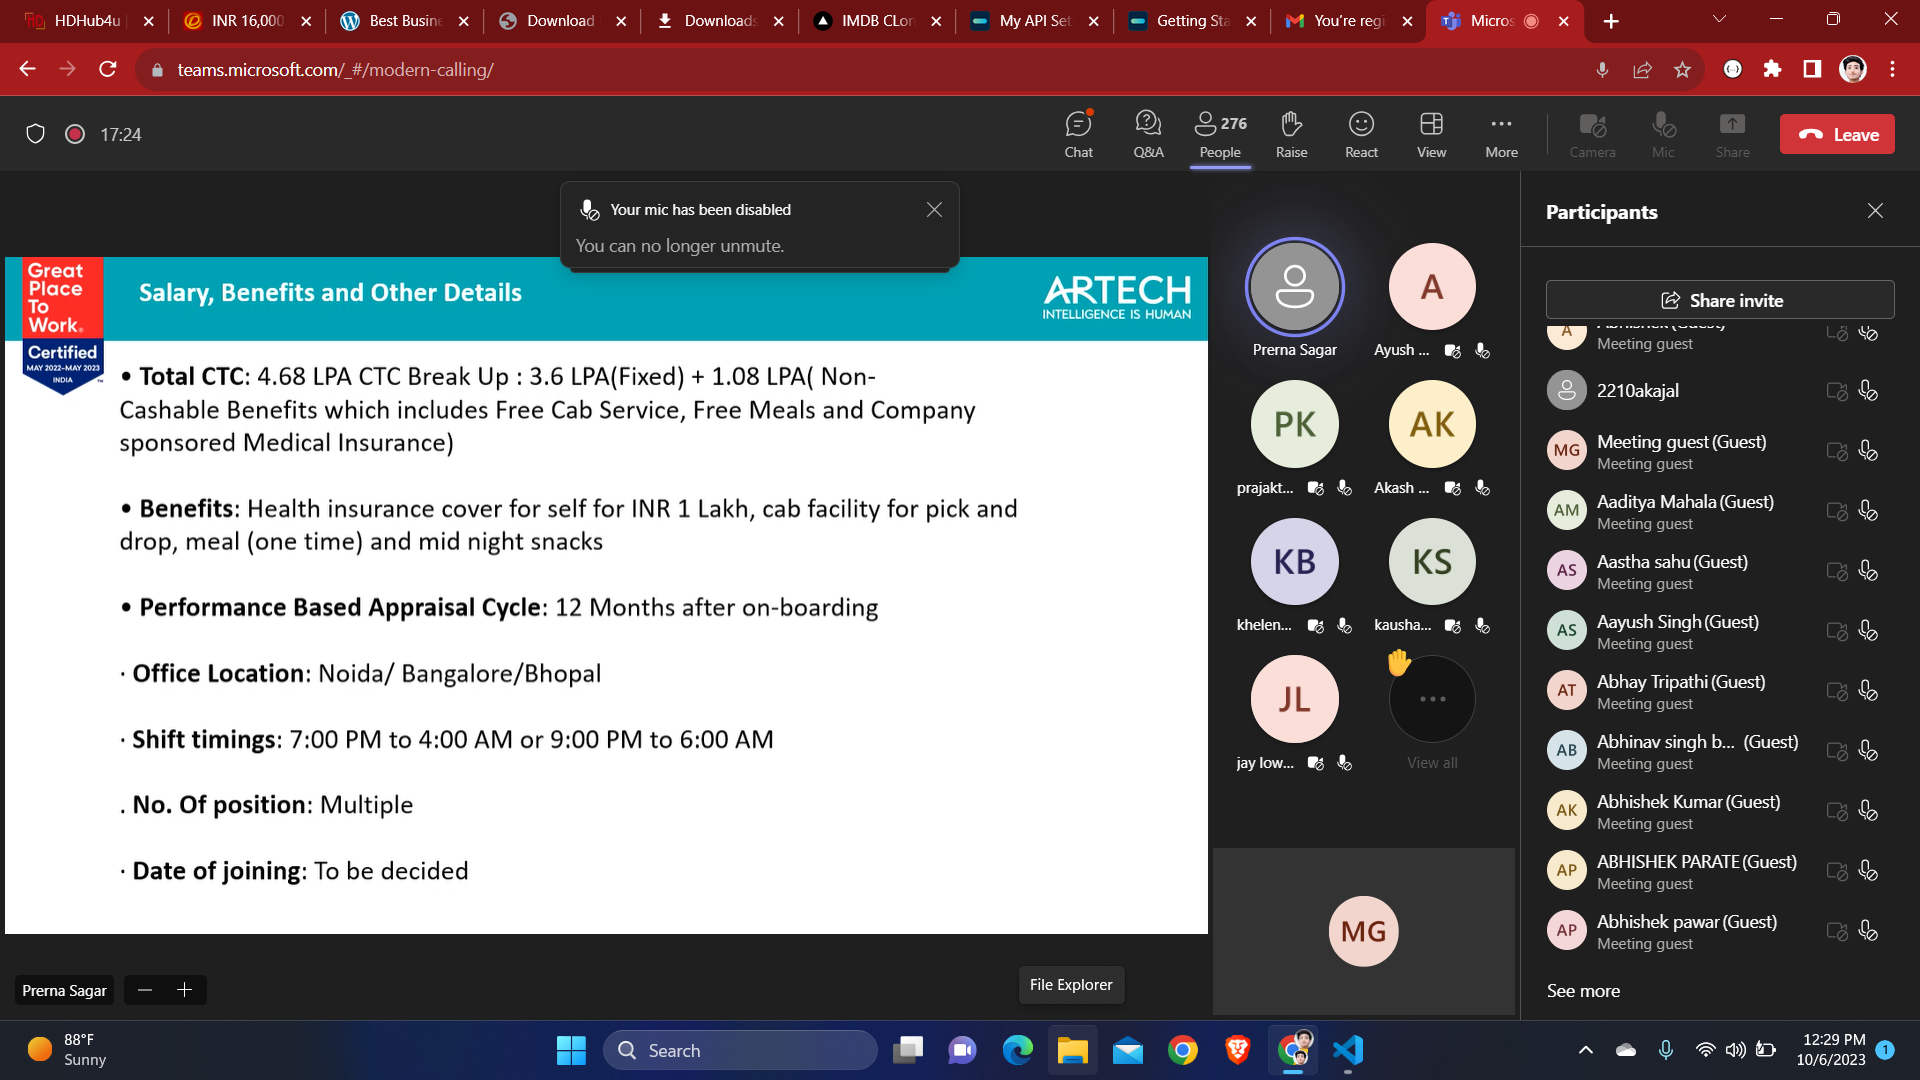 HDHub4u
INR 16,000
Best Busine
Download
Downloads
IMDB CLon
My API Set
Getting Sta
You're regi
Micros
teams.microsoft.com/_#/modern-calling/
17:24
Chat
Q&A
276
People
Raise
React
View
More
Camera
Mic
Share
Leave
Your mic has been disabled
You can no longer unmute.
Great
Place
To
Work.
Certified
MAY 2022-MAY 2023
INDIA
™
Salary, Benefits and Other Details
ARTECH
INTELLIGENCE IS HUMAN
• Total CTC: 4.68 LPA CTC Break Up : 3.6 LPA(Fixed) + 1.08 LPA( Non-
Cashable Benefits which includes Free Cab Service, Free Meals and Company
sponsored Medical Insurance)
• Benefits: Health insurance cover for self for INR 1 Lakh, cab facility for pick and
drop, meal (one time) and mid night snacks
• Performance Based Appraisal Cycle: 12 Months after on-boarding
· Office Location: Noida/ Bangalore/Bhopal
· Shift timings: 7:00 PM to 4:00 AM or 9:00 PM to 6:00 AM
. No. Of position: Multiple
· Date of joining: To be decided
Prerna Sagar
A
Ayush ...
PK
prajakt...
AK
Akash ...
KB
khelen...
KS
kausha...
JL
jay low...
View all
MG
Participants
Share invite
A
Abhishek (Guest)
Meeting guest
2210akajal
MG
Meeting guest (Guest)
Meeting guest
AM
Aaditya Mahala (Guest)
Meeting guest
AS
Aastha sahu (Guest)
Meeting guest
AS
Aayush Singh (Guest)
Meeting guest
AT
Abhay Tripathi (Guest)
Meeting guest
AB
Abhinav singh b... (Guest)
Meeting guest
AK
Abhishek Kumar (Guest)
Meeting guest
AP
ABHISHEK PARATE (Guest)
Meeting guest
AP
Abhishek pawar (Guest)
Meeting guest
See more
Prerna Sagar
File Explorer
88°F
Sunny
Search
12:29 PM
10/6/2023
1